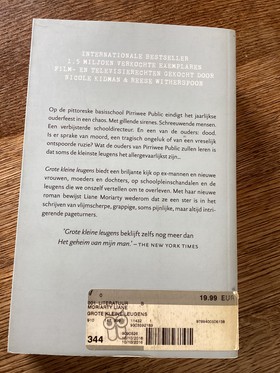 INTERNATIONALE BESTSELLER
1,5 MILJOEN VERKOCHTE EXEMPLAREN
FILM- EN TELEVISIERECHTEN GEKOCHT DOOR
NICOLE KIDMAN & REESE WITHERSPOON
Op de pittoreske basisschool Pirriwee Public eindigt het jaarlijkse
ouderfeest in een chaos. Met gillende sirenes. Schreeuwende mensen.
Een verbijsterde schooldirecteur. En een van de ouders: dood.
Is er sprake van moord, een tragisch ongeluk of van een vreselijk
ontspoorde ruzie? Wat de ouders van Pirriwee Public zullen leren is dat
soms de kleinste leugens het allergevaarlijkst zijn...
Grote kleine leugens biedt een briljante kijk op ex-mannen en nieuwe
vrouwen, moeders en dochters, op schoolpleinschandalen en de
leugens die we onszelf vertellen om te overleven. Met haar nieuwe
roman bewijst Liane Moriarty wederom dat ze een ster is in het
schrijven van vlijmscherpe, grappige, soms pijnlijke, maar altijd intri-
gerende pageturners.
'Grote kleine leugens beklijft zelfs nog meer dan
Het geheim van mijn man.' — THE NEW YORK TIMES
19.99 EUR
LITERATUUR
MORIARTY LIANE
GROTE KLEINE LEUGENS
344